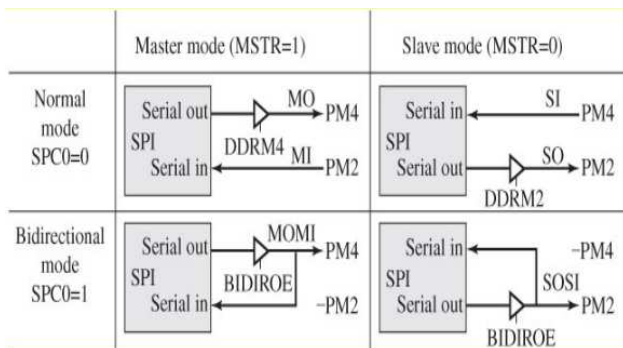 Master mode (MSTR=1)
Slave mode (MSTR=0)
Normal
mode
SPC0=0
Serial out
MO
PM4
SPI
DDRM4
MI
Serial in
PM2
Serial in
SI
PM4
SPI
Serial out
SO
PM2
DDRM2
Bidirectional
mode
SPC0=1
Serial out
MOMI
PM4
SPI
BIDIROE
Serial in
–PM2
Serial in
–PM4
SPI
SOSI
Serial out
PM2
BIDIROE